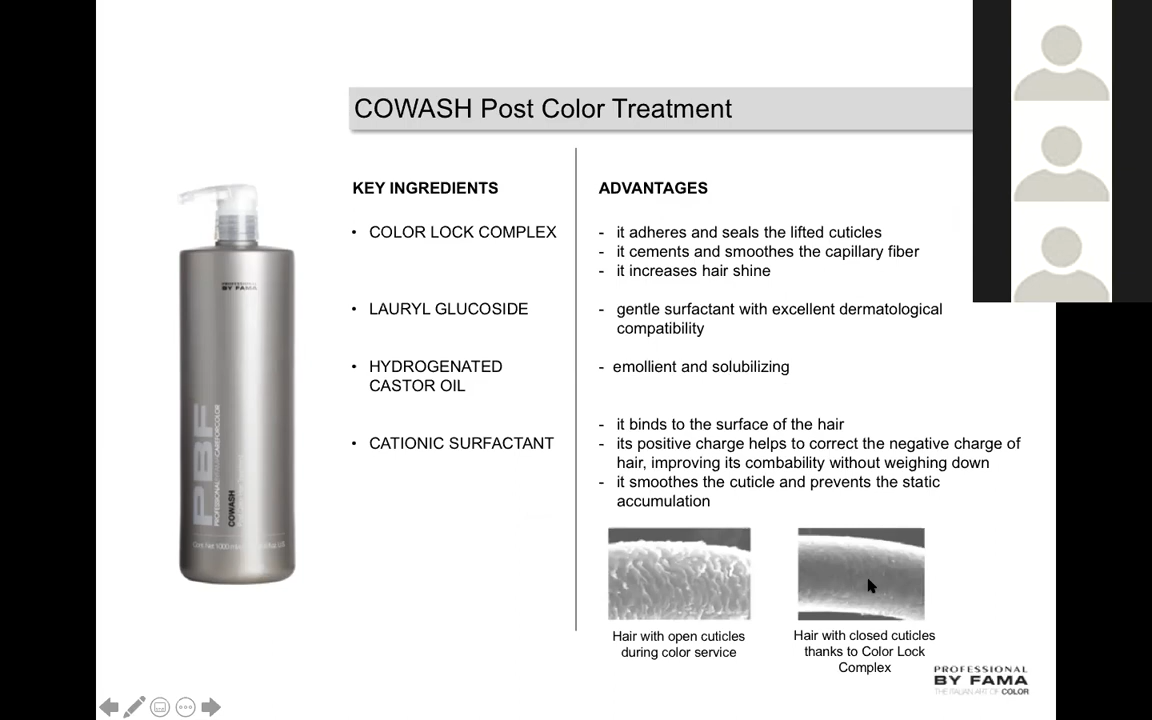 COWASH Post Color Treatment
KEY INGREDIENTS
• COLOR LOCK COMPLEX
• LAURYL GLUCOSIDE
• HYDROGENATED
CASTOR OIL
• CATIONIC SURFACTANT
ADVANTAGES
- it adheres and seals the lifted cuticles
- it cements and smoothes the capillary fiber
- it increases hair shine
- gentle surfactant with excellent dermatological
compatibility
- emollient and solubilizing
- it binds to the surface of the hair
- its positive charge helps to correct the negative charge of
hair, improving its combability without weighing down
- it smoothes the cuticle and prevents the static
accumulation
Hair with open cuticles
during color service
Hair with closed cuticles
thanks to Color Lock
Complex
PROFESSIONAL
BY FAMA
PBF
COWASH
PROFESSIONAL
BY FAMA
THE ITALIAN ART OF COLOR